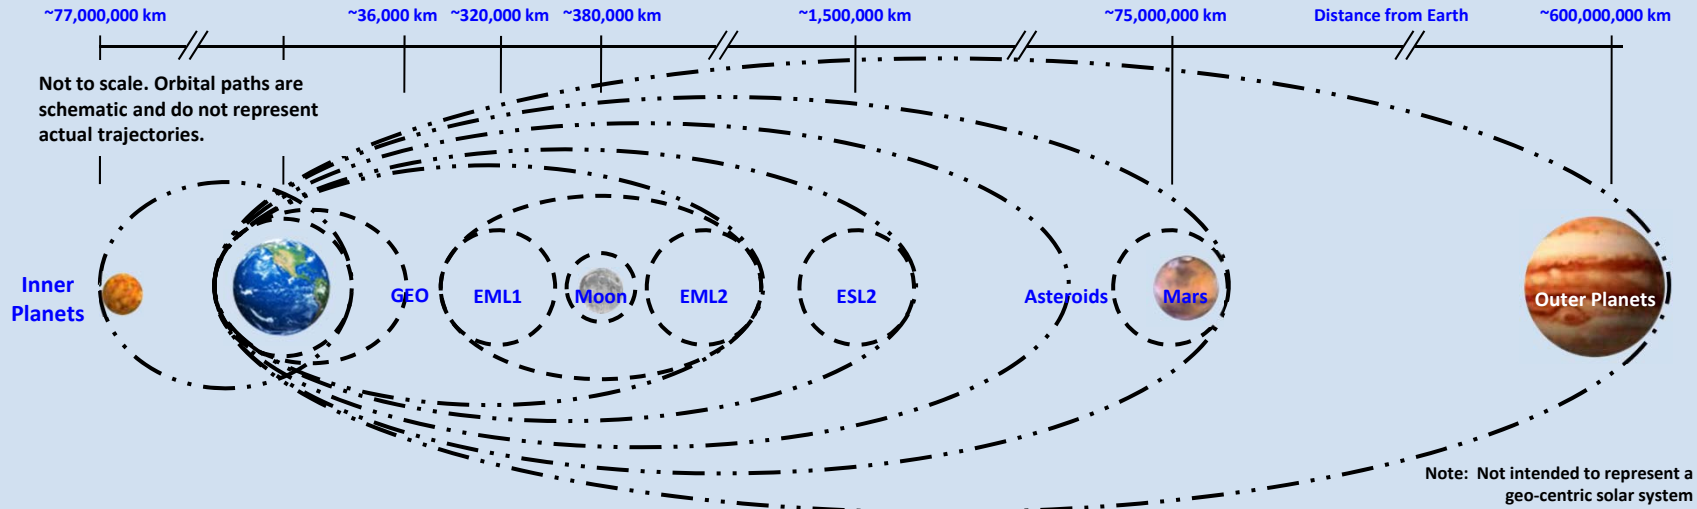 ~77,000,000 km ~36,000 km ~320,000 km ~380,000 km ~1,500,000 km ~75,000,000 km Distance from Earth ~600,000,000 km
Not to scale. Orbital paths are
schematic and do not represent
actual trajectories.
Inner
Planets
GEO
EML1
Moon
EML2
ESL2
Asteroids
Mars
Outer Planets
Note: Not intended to represent a
geo-centric solar system